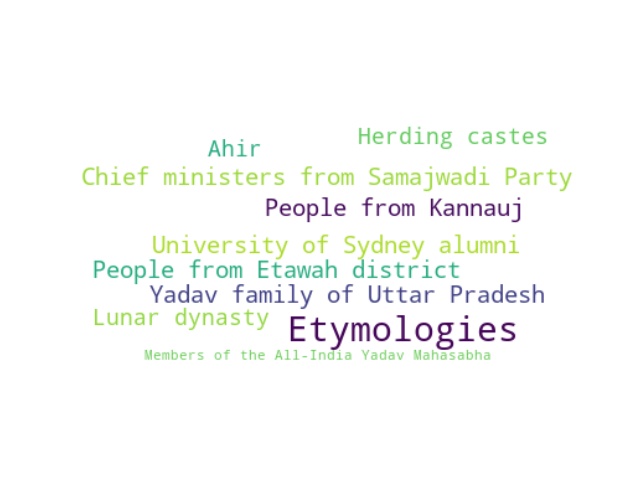 Herding castes
Ahir
Chief ministers from Samajwadi Party
People from Kannauj
University of Sydney alumni
People from Etawah district
Yadav family of Uttar Pradesh
Lunar dynasty
Etymologies
Members of the All-India Yadav Mahasabha